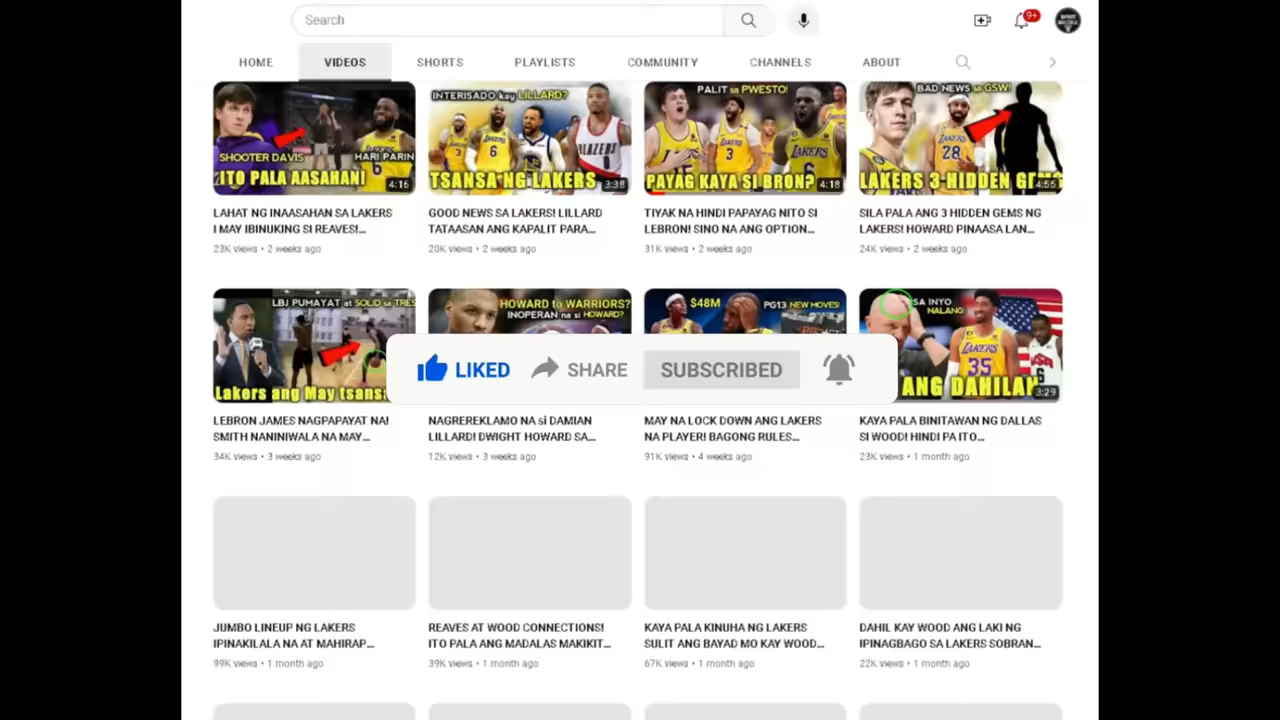 Search
9+
HOME VIDEOS SHORTS PLAYLISTS COMMUNITY CHANNELS ABOUT
SHOOTER DAVIS
HARI PARIN
ITO PALA AASAHAN!
4:16
INTERISADO kay LILLARD?
TSANSA NG LAKERS
3:38
PALIT sa PWESTO!
PAYAG KAYA SI BRON?
4:18
BAD NEWS sa GSW!
LAKERS 3-HIDDEN GEMS
4:55
LAHAT NG INAASAHAN SA LAKERS
I MAY IBINUKING SI REAVES!...
23K views • 2 weeks ago
GOOD NEWS SA LAKERS! LILLARD
TATAASAN ANG KAPALIT PARA...
20K views • 2 weeks ago
TIYAK NA HINDI PAPAYAG NITO SI
LEBRON! SINO NA ANG OPTION...
31K views • 2 weeks ago
SILA PALA ANG 3 HIDDEN GEMS NG
LAKERS! HOWARD PINAASA LAN...
24K views • 2 weeks ago
LBJ PUMAYAT at SOLID sa TRES
Lakers ang May tsansa
HOWARD to WARRIORS?
INOPERAN na si HOWARD?
$48M
PG13 NEW MOVES!
SA INYO
NALANG
ANG DAHILAN
3:29
LIKED SHARE SUBSCRIBED
LEBRON JAMES NAGPAPAYAT NA!
SMITH NANINIWALA NA MAY...
34K views • 3 weeks ago
NAGREREKLAMO NA si DAMIAN
LILLARD! DWIGHT HOWARD SA...
12K views • 3 weeks ago
MAY NA LOCK DOWN ANG LAKERS
NA PLAYER! BAGONG RULES...
91K views • 4 weeks ago
KAYA PALA BINITAWAN NG DALLAS
SI WOOD! HINDI PA ITO...
23K views • 1 month ago
JUMBO LINEUP NG LAKERS
IPINAKILALA NA AT MAHIRAP...
99K views • 1 month ago
REAVES AT WOOD CONNECTIONS!
ITO PALA ANG MADALAS MAKIKIT...
39K views • 1 month ago
KAYA PALA KINUHA NG LAKERS
SULIT ANG BAYAD MO KAY WOOD...
67K views • 1 month ago
DAHIL KAY WOOD ANG LAKI NG
IPINAGBAGO SA LAKERS SOBRAN...
22K views • 1 month ago